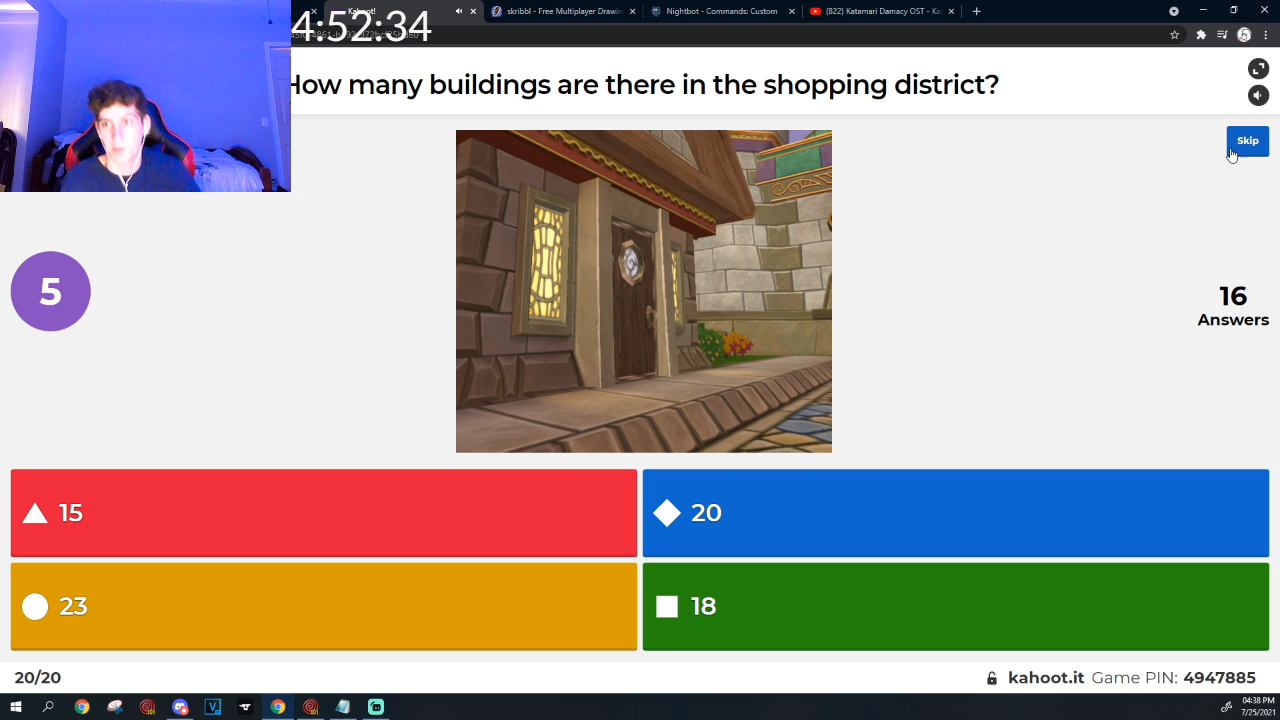 Kahoot!
skribbl - Free Multiplayer Drawin
Nightbot - Commands: Custom
(822) Katamari Damacy OST - Ka
4:52:34
How many buildings are there in the shopping district?
Skip
5
16
Answers
15
20
23
18
20/20
kahoot.it Game PIN: 4947885
04:38 PM
7/25/2021